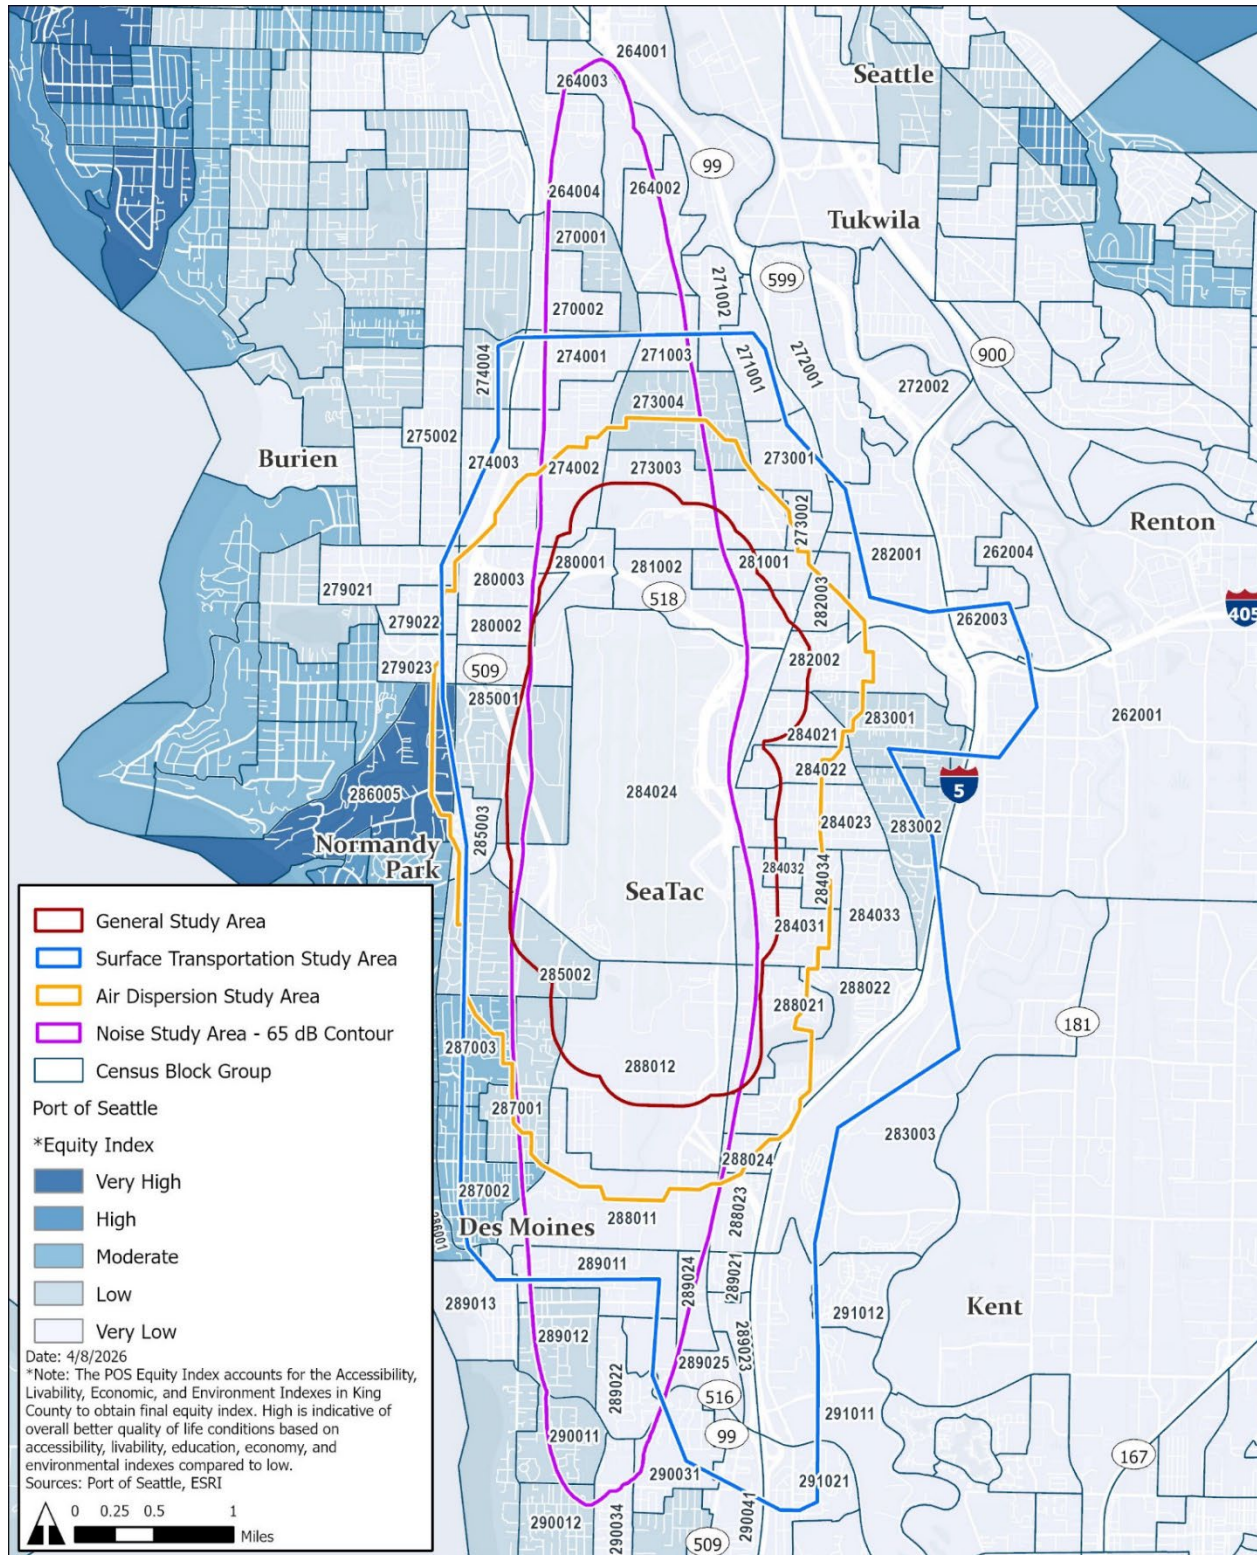 264001
Seattle
264003
99
264004
264002
Tukwila
270001
271002
599
270002
900
274004
274001
271003
271001
272001
272002
273004
275002
Burien
274003
274002
273003
273001
273002
Renton
282001
262004
280001
281002
281001
279021
280003
282003
518
405
262003
279022
280002
279023
509
282002
285001
262001
283001
284021
284022
5
286005
284024
284023
285003
283002
Normandy
Park
284032
284034
SeaTac
284031
284033
285002
288022
288021
181
287003
288012
287001
283003
288024
287002
288023
286001
Des Moines
288011
289011
289024
289021
289013
Kent
291012
289012
289023
289025
289022
516
291011
290011
99
167
290031
291021
290012
290034
290041
509
General Study Area
Surface Transportation Study Area
Air Dispersion Study Area
Noise Study Area - 65 dB Contour
Census Block Group
Port of Seattle
*Equity Index
Very High
High
Moderate
Low
Very Low
Date: 4/8/2026
*Note: The POS Equity Index accounts for the Accessibility,
Livability, Economic, and Environment Indexes in King
County to obtain final equity index. High is indicative of
overall better quality of life conditions based on
accessibility, livability, education, economy, and
environmental indexes compared to low.
Sources: Port of Seattle, ESRI
0 0.25 0.5 1
Miles